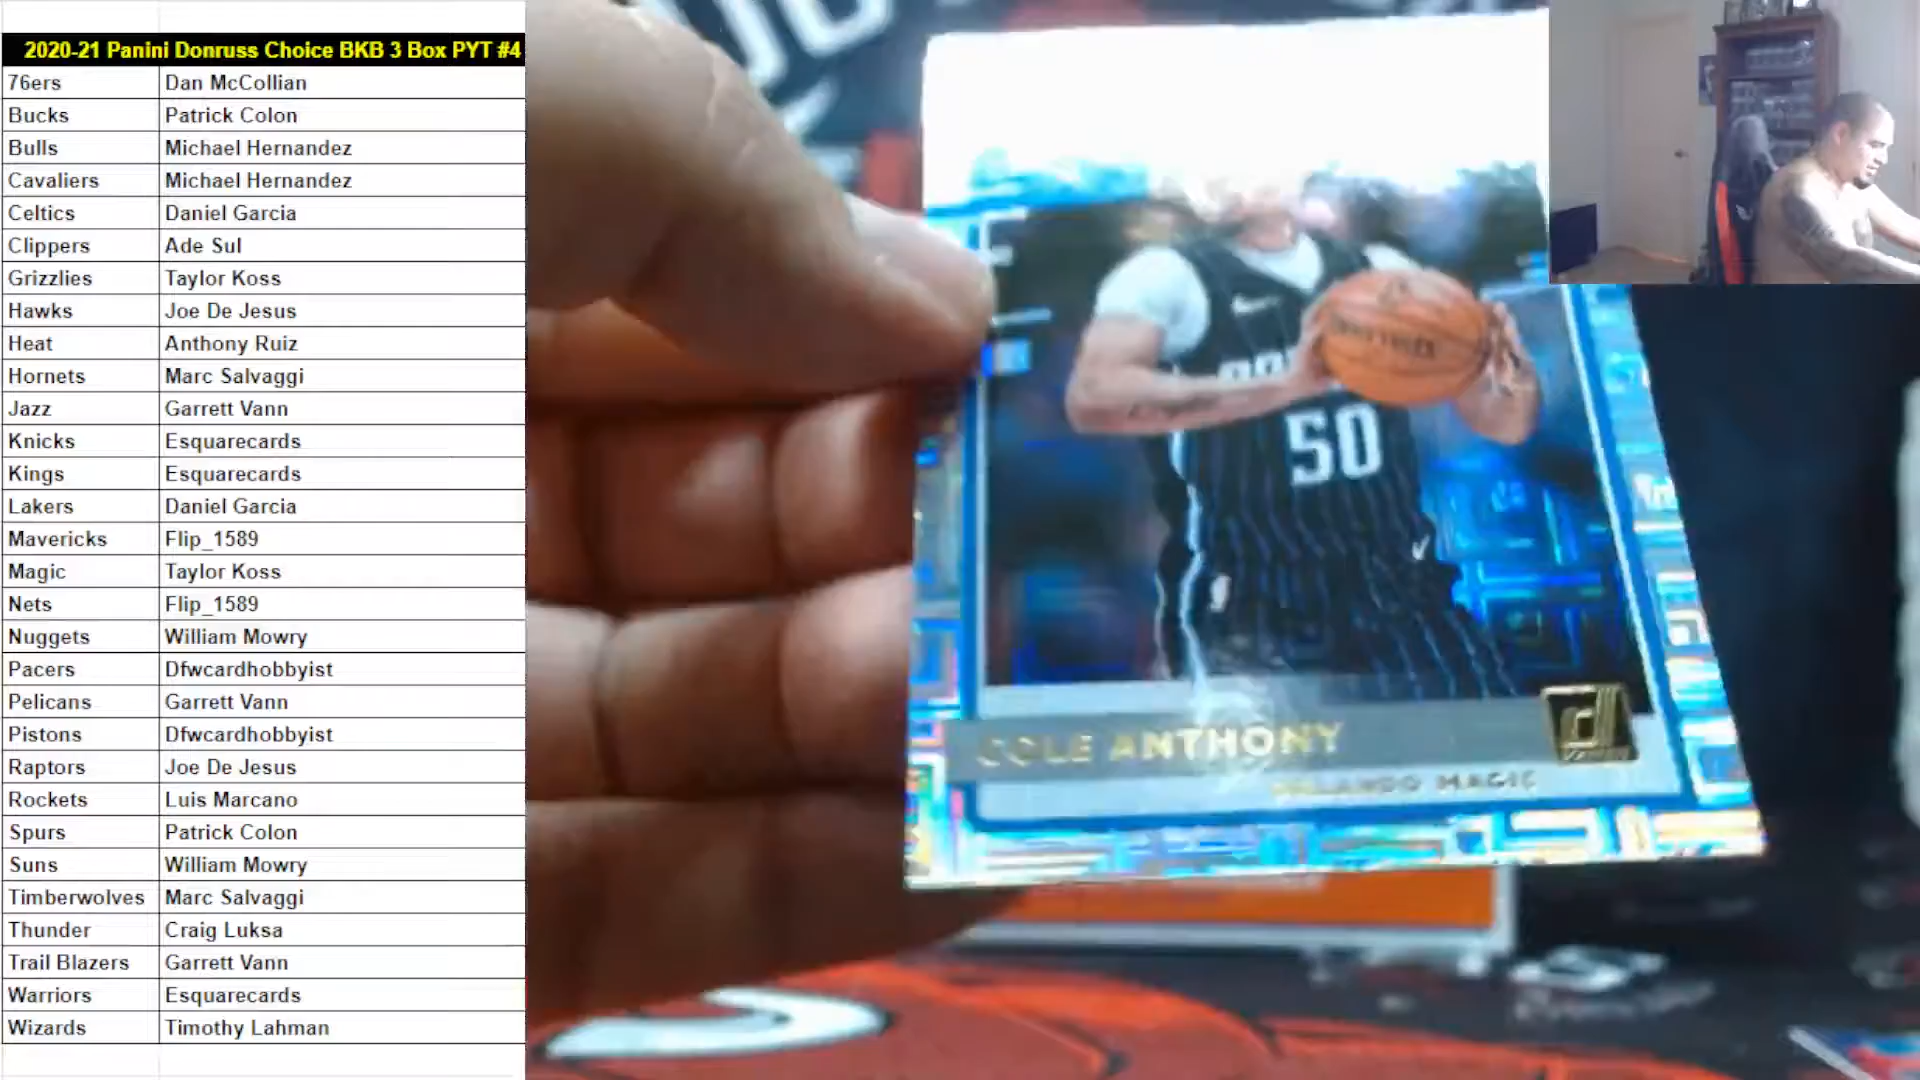 2020-21 Panini Donruss Choice BKB 3 Box PYT #4
76ers Dan McCollian
Bucks Patrick Colon
Bulls Michael Hernandez
Cavaliers Michael Hernandez
Celtics Daniel Garcia
Clippers Ade Sul
Grizzlies Taylor Koss
Hawks Joe De Jesus
Heat Anthony Ruiz
Hornets Marc Salvaggi
Jazz Garrett Vann
Knicks Esquarecards
Kings Esquarecards
Lakers Daniel Garcia
Mavericks Flip_1589
Magic Taylor Koss
Nets Flip_1589
Nuggets William Mowry
Pacers Dfwcardhobbyist
Pelicans Garrett Vann
Pistons Dfwcardhobbyist
Raptors Joe De Jesus
Rockets Luis Marcano
Spurs Patrick Colon
Suns William Mowry
Timberwolves Marc Salvaggi
Thunder Craig Luksa
Trail Blazers Garrett Vann
Warriors Esquarecards
Wizards Timothy Lahman
50
COLE ANTHONY
ORLANDO MAGIC